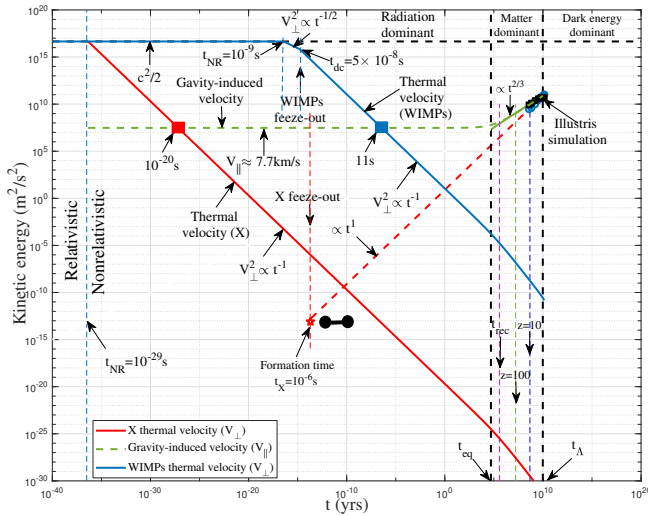 10^20
10^15
10^10
10^5
10^0
10^-5
10^-10
10^-15
10^-20
10^-25
10^-30
Kinetic energy (m^2/s^2)
10^-40
10^-30
10^-20
10^-10
10^0
10^10
10^20
t (yrs)
t_NR=10^-9s
V_⊥^2∝ t^-1/2
Radiation
dominant
Matter
dominant
Dark energy
dominant
t_dc=5× 10^-8s
c^2/2
Gavity-induced
velocity
WIMPs
feeze-out
Thermal
velocity (WIMPs)
∝ t^2/3
Illustris
simulation
10^-20s
V_∥≈ 7.7km/s
11s
X feeze-out
Thermal
velocity (X)
V_⊥^2∝ t^-1
V_⊥^2∝ t^-1
∝ t^1
Relativistic
Nonrelativistic
t_NR=10^-29s
Formation time
t_X=10^-6s
t_rec
z=10
z=100
t_eq
t_Λ
X thermal velocity (V_⊥)
Gravity-induced velocity (V_∥)
WIMPs thermal velocity (V_⊥)